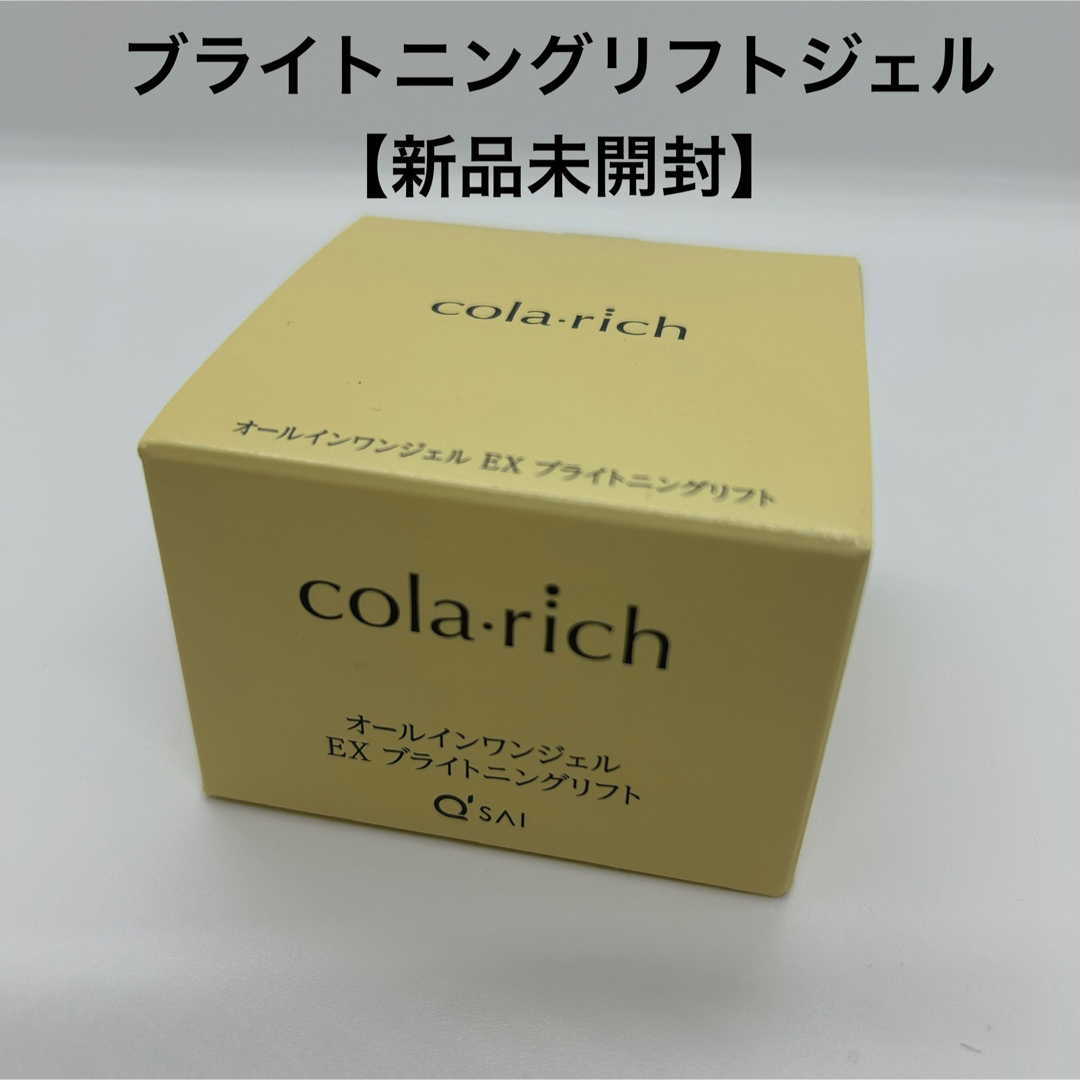 ブライトニングリフトジェル
【新品未開封】
cola・rich
オールインワンジェル EX ブライトニングリフト
cola・rich
オールインワンジェル
EX ブライトニングリフト
Q'SAI